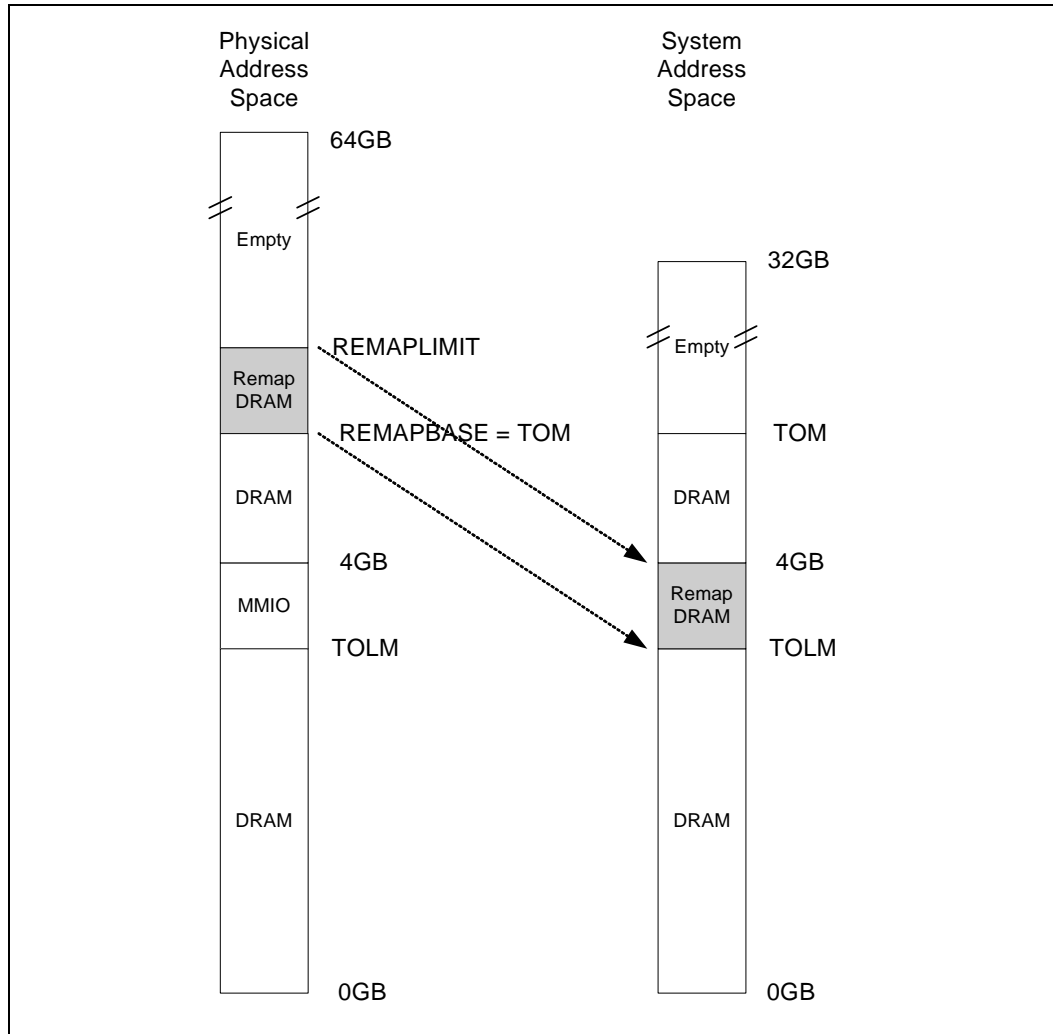 Physical
Address
Space
System
Address
Space
64GB
Empty
32GB
Empty
REMAPLIMIT
Remap
DRAM
REMAPBASE = TOM
TOM
DRAM
DRAM
4GB
4GB
MMIO
Remap
DRAM
TOLM
TOLM
DRAM
DRAM
0GB
0GB